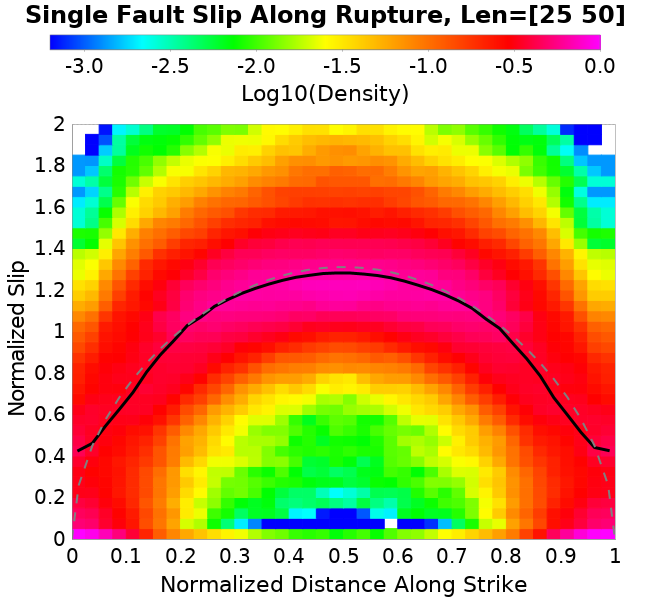 Single Fault Slip Along Rupture, Len=[25 50]
-3.0 -2.5 -2.0 -1.5 -1.0 -0.5 0.0
Log10(Density)
2
1.8
1.6
1.4
1.2
1
0.8
0.6
0.4
0.2
0
Normalized Slip
0 0.1 0.2 0.3 0.4 0.5 0.6 0.7 0.8 0.9 1
Normalized Distance Along Strike